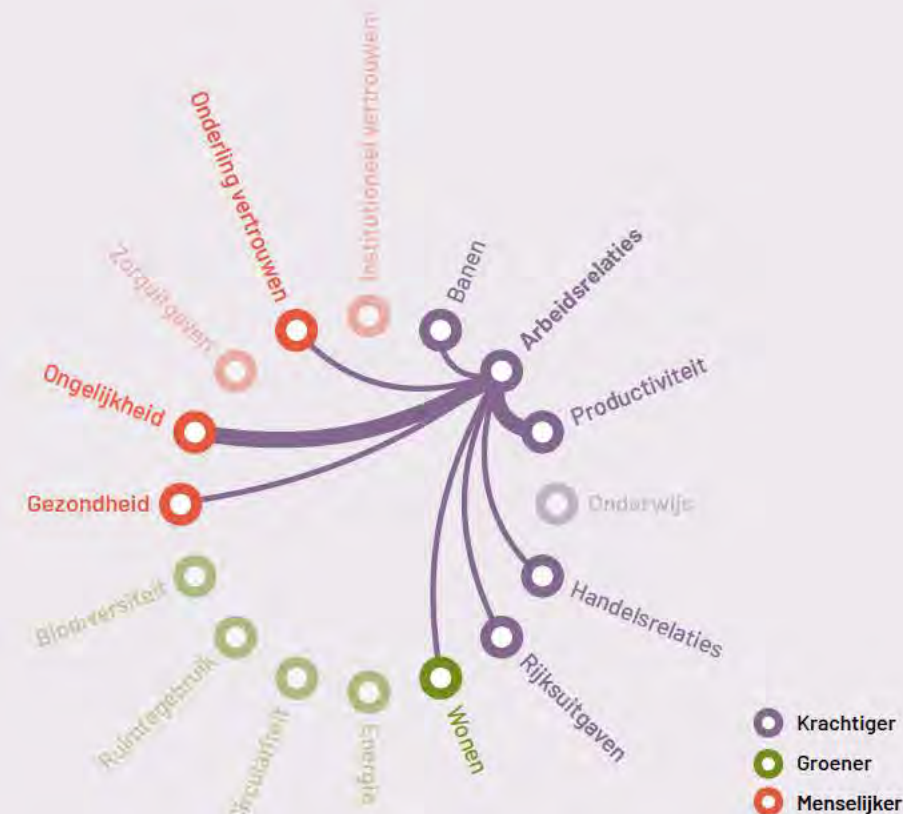 Institutioneel vertrouwen
Onderling vertrouwen
Zorguitgaven
Banen
Arbeidsrelaties
Ongelijkheid
Productiviteit
Gezondheid
Onderwijs
Biodiversiteit
Handelsrelaties
Ruimtegebruik
Circulariteit
Energie
Wonen
Rijksuitgaven
Krachtiger
Groener
Menselijker